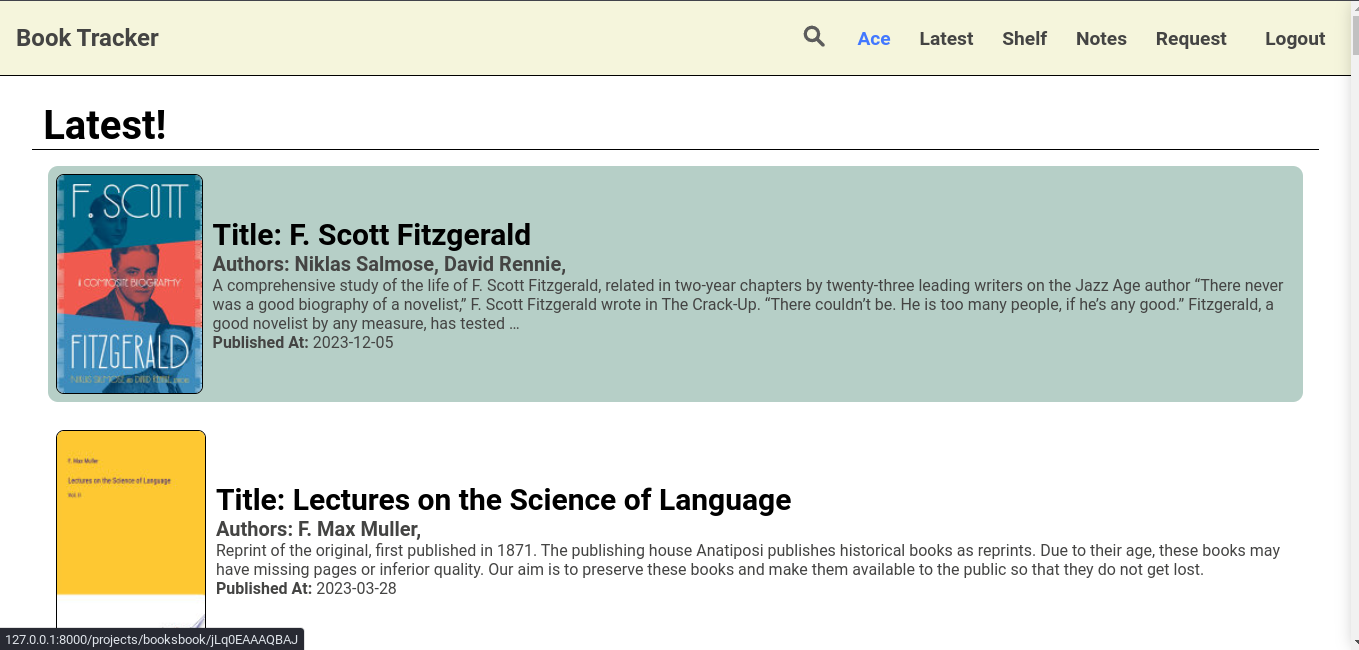 Book Tracker
Ace
Latest
Shelf
Notes
Request
Logout
Latest!
F. SCOTT
A COMPOSITE BIOGRAPHY
FITZGERALD
Title: F. Scott Fitzgerald
Authors: Niklas Salmose, David Rennie,
A comprehensive study of the life of F. Scott Fitzgerald, related in two-year chapters by twenty-three leading writers on the Jazz Age author “There never
was a good biography of a novelist,” F. Scott Fitzgerald wrote in The Crack-Up. “There couldn’t be. He is too many people, if he’s any good.” Fitzgerald, a
good novelist by any measure, has tested ...
Published At: 2023-12-05
F. Max Muller
Lectures on the Science of Language
Title: Lectures on the Science of Language
Authors: F. Max Muller,
Reprint of the original, first published in 1871. The publishing house Anatiposi publishes historical books as reprints. Due to their age, these books may
have missing pages or inferior quality. Our aim is to preserve these books and make them available to the public so that they do not get lost.
Published At: 2023-03-28
127.0.0.1:8000/projects/booksbook/jLq0EAAAQBAJ